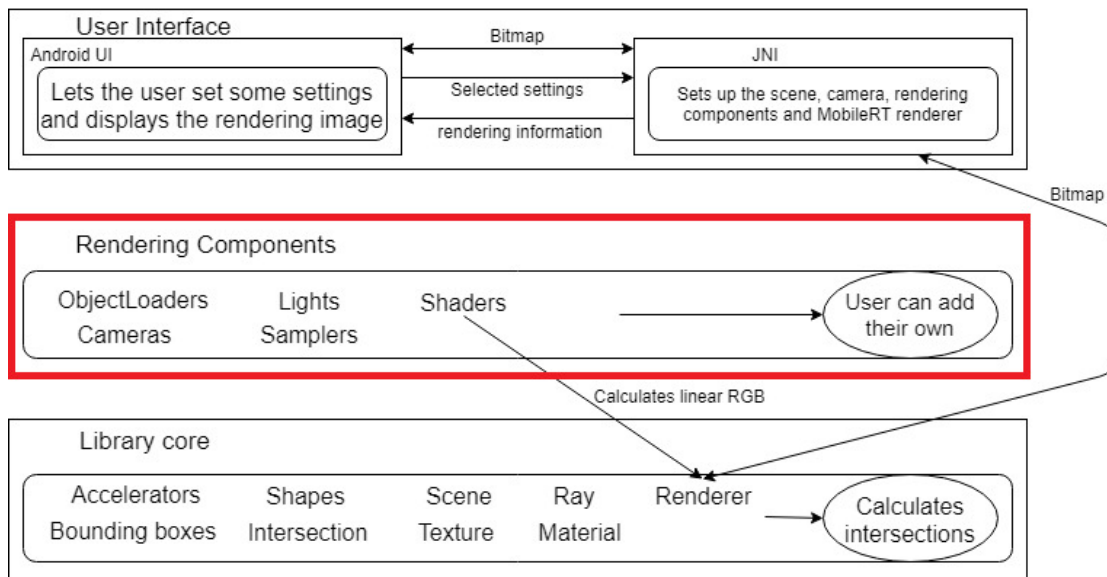 User Interface
Android UI
Lets the user set some settings
and displays the rendering image
Bitmap
Selected settings
rendering information
JNI
Sets up the scene, camera, rendering
components and MobileRT renderer
Bitmap
Rendering Components
ObjectLoaders Lights Shaders
Cameras Samplers
User can add
their own
Calculates linear RGB
Library core
Accelerators Shapes Scene Ray Renderer
Bounding boxes Intersection Texture Material
Calculates
intersections